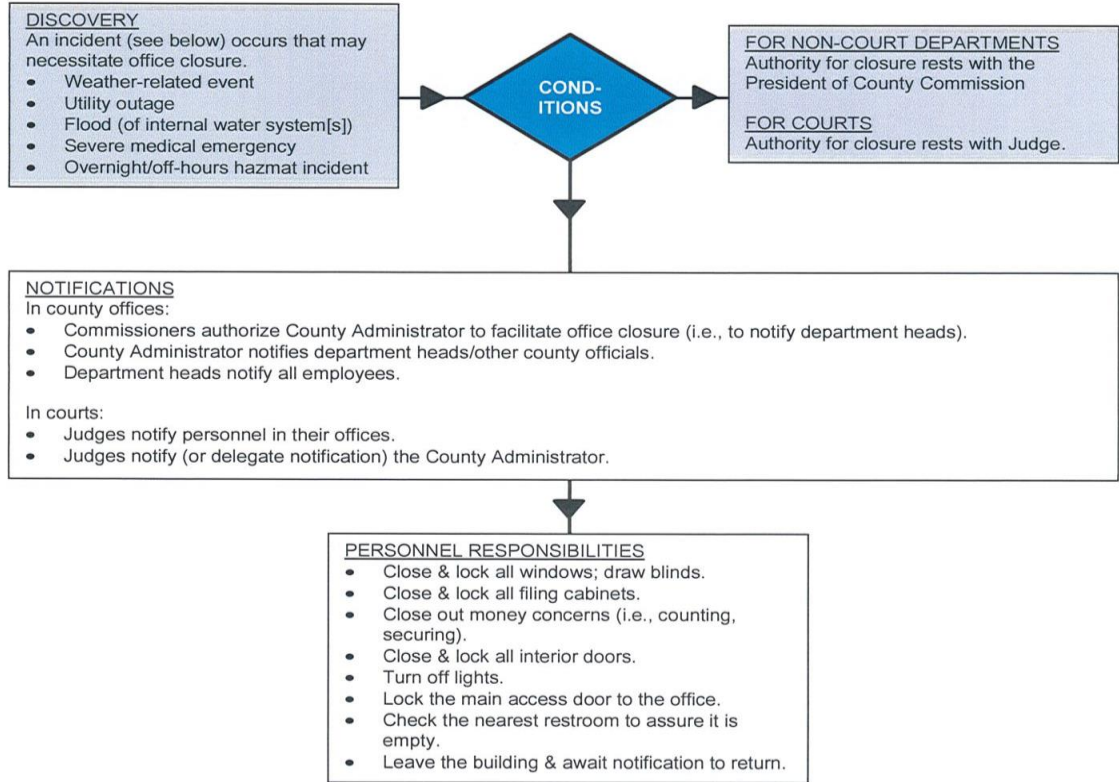 DISCOVERY
An incident (see below) occurs that may
necessitate office closure.
• Weather-related event
• Utility outage
• Flood (of internal water system[s])
• Severe medical emergency
• Overnight/off-hours hazmat incident
COND-
ITIONS
FOR NON-COURT DEPARTMENTS
Authority for closure rests with the
President of County Commission
FOR COURTS
Authority for closure rests with Judge.
NOTIFICATIONS
In county offices:
• Commissioners authorize County Administrator to facilitate office closure (i.e., to notify department heads).
• County Administrator notifies department heads/other county officials.
• Department heads notify all employees.
In courts:
• Judges notify personnel in their offices.
• Judges notify (or delegate notification) the County Administrator.
PERSONNEL RESPONSIBILITIES
• Close & lock all windows; draw blinds.
• Close & lock all filing cabinets.
• Close out money concerns (i.e., counting,
securing).
• Close & lock all interior doors.
• Turn off lights.
• Lock the main access door to the office.
• Check the nearest restroom to assure it is
empty.
• Leave the building & await notification to return.